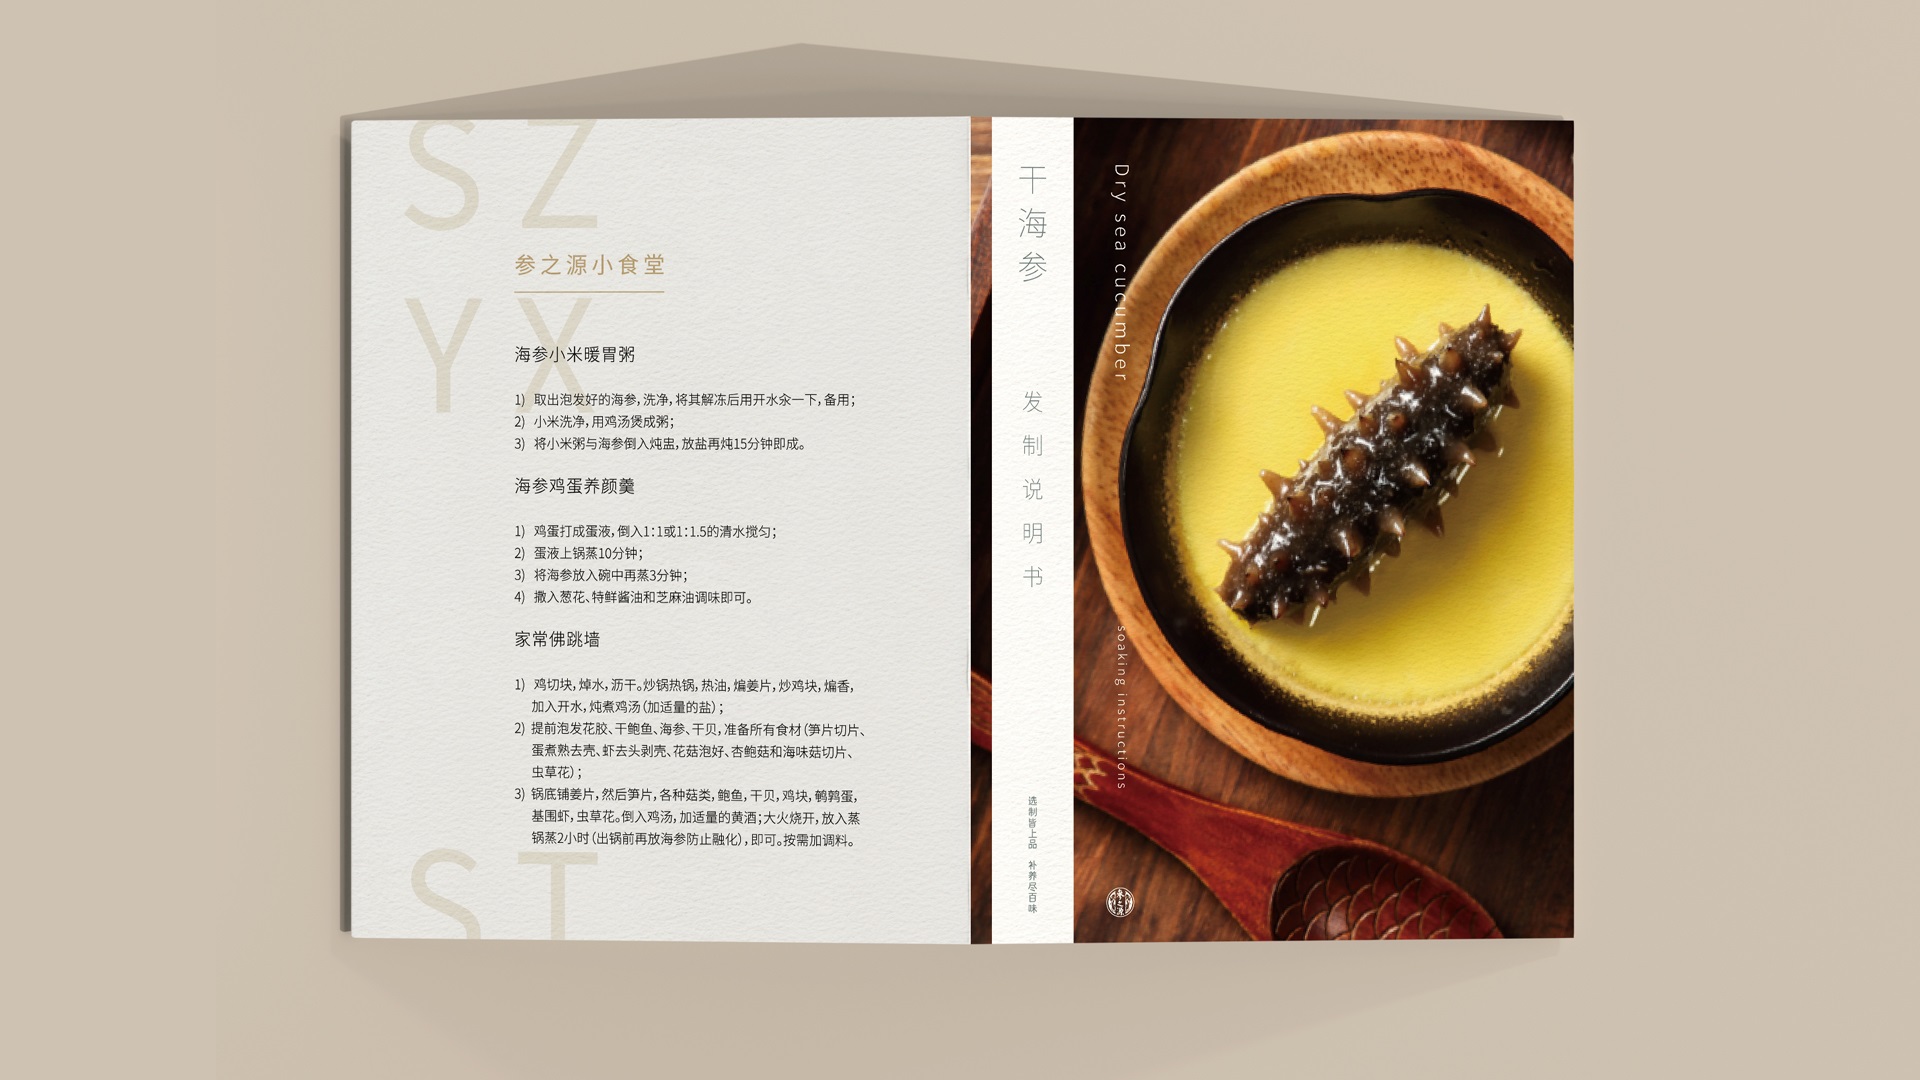 S Z
参之源小食堂
Y X
海参小米暖胃粥
1) 取出泡发好的海参,洗净,将其解冻后用开水汆一下,备用;
2) 小米洗净,用鸡汤煲成粥;
3) 将小米粥与海参倒入炖盅,放盐再炖15分钟即成。
海参鸡蛋养颜羹
1) 鸡蛋打成蛋液,倒入1:1或1:1.5的清水搅匀;
2) 蛋液上锅蒸10分钟;
3) 将海参放入碗中再蒸3分钟;
4) 撒入葱花、特鲜酱油和芝麻油调味即可。
家常佛跳墙
1) 鸡切块,焯水,沥干。炒锅热锅,热油,煸姜片,炒鸡块,煸香,
加入开水,炖煮鸡汤(加适量的盐);
2) 提前泡发花胶、干鲍鱼、海参、干贝,准备所有食材(笋片切片、
蛋煮熟去壳、虾去头剥壳、花菇泡好、杏鲍菇和海味菇切片、
虫草花);
3) 锅底铺姜片,然后笋片,各种菇类,鲍鱼,干贝,鸡块,鹌鹑蛋,
基围虾,虫草花。倒入鸡汤,加适量的黄酒;大火烧开,放入蒸
锅蒸2小时(出锅前再放海参防止融化),即可。按需加调料。
S T
干海参
发制说明书
选制皆上品 补养尽百味
Dry sea cucumber
soaking instructions
参之源